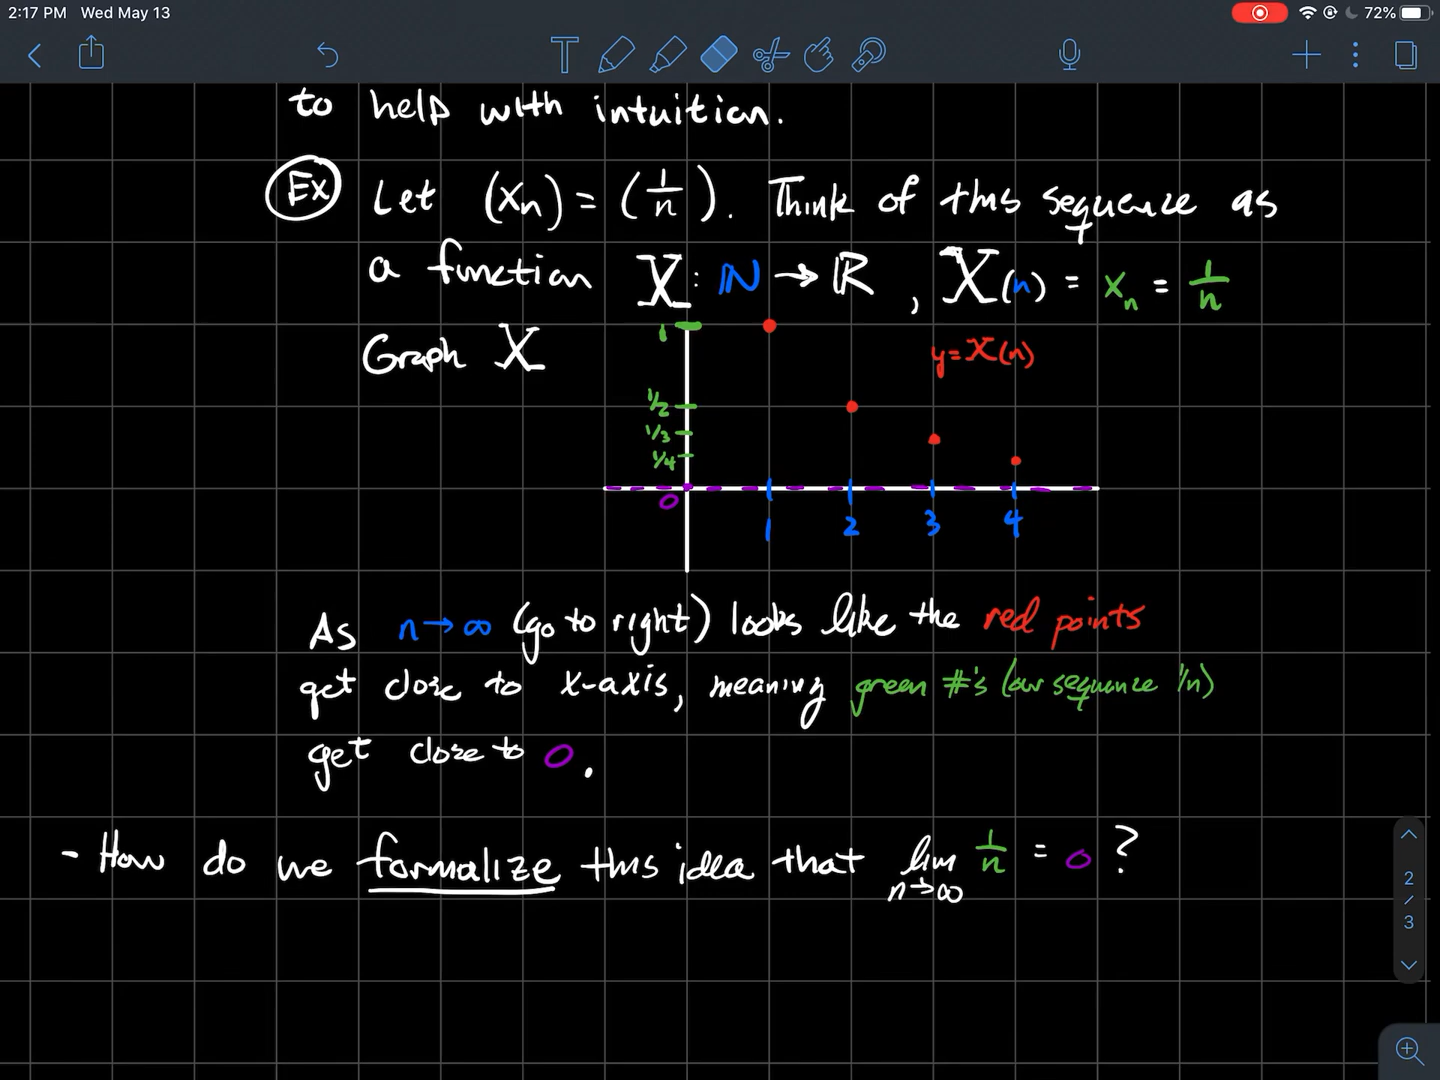 2:17 PM Wed May 13
72%
to help with intuition.
Ex Let (xn) = (1/n). Think of this sequence as
a function X: ℕ → ℝ, X(n) = xn = 1/n
Graph X
1
y = X(n)
1/2
1/3
1/4
0
1 2 3 4
As n→∞ (go to right) looks like the red points
get close to x-axis, meaning green #'s (our sequence 1/n)
get close to 0.
- How do we formalize this idea that lim n→∞ 1/n = 0?
2
/
3